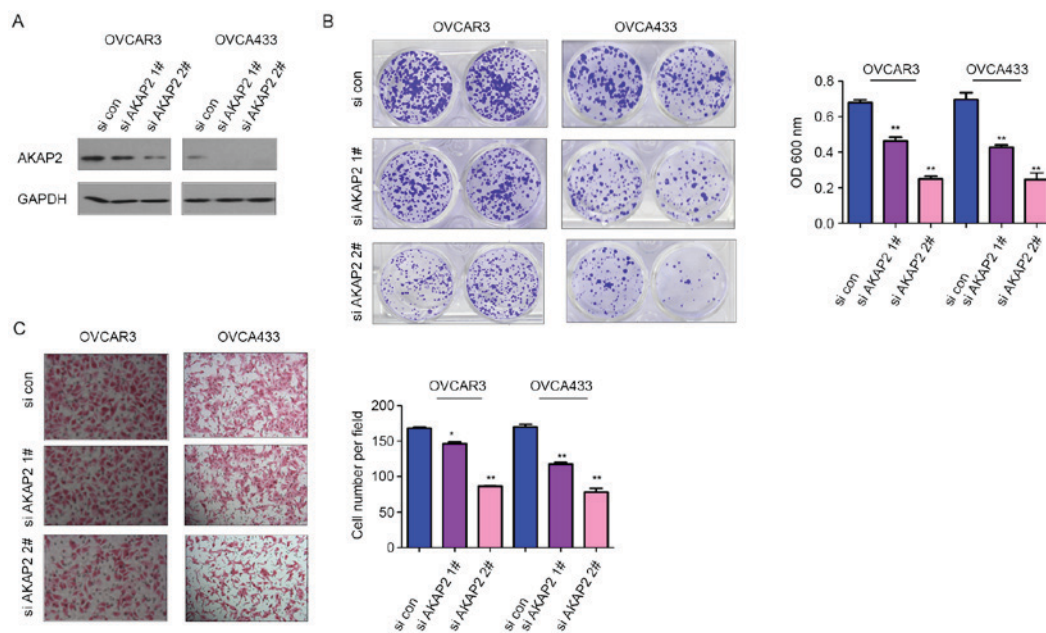 A
OVCAR3 OVCA433
si con
si AKAP2 1#
si AKAP2 2#
si con
si AKAP2 1#
si AKAP2 2#
AKAP2
GAPDH
B
OVCAR3 OVCA433
si con
si AKAP2 1#
si AKAP2 2#
OVCAR3 OVCA433
OD 600 nm
0.8
0.6
0.4
0.2
0.0
** ** ** **
si con
si AKAP2 1#
si AKAP2 2#
si con
si AKAP2 1#
si AKAP2 2#
C
OVCAR3 OVCA433
si con
si AKAP2 1#
si AKAP2 2#
OVCAR3 OVCA433
Cell number per field
200
150
100
50
0
* ** ** **
si con
si AKAP2 1#
si AKAP2 2#
si con
si AKAP2 1#
si AKAP2 2#